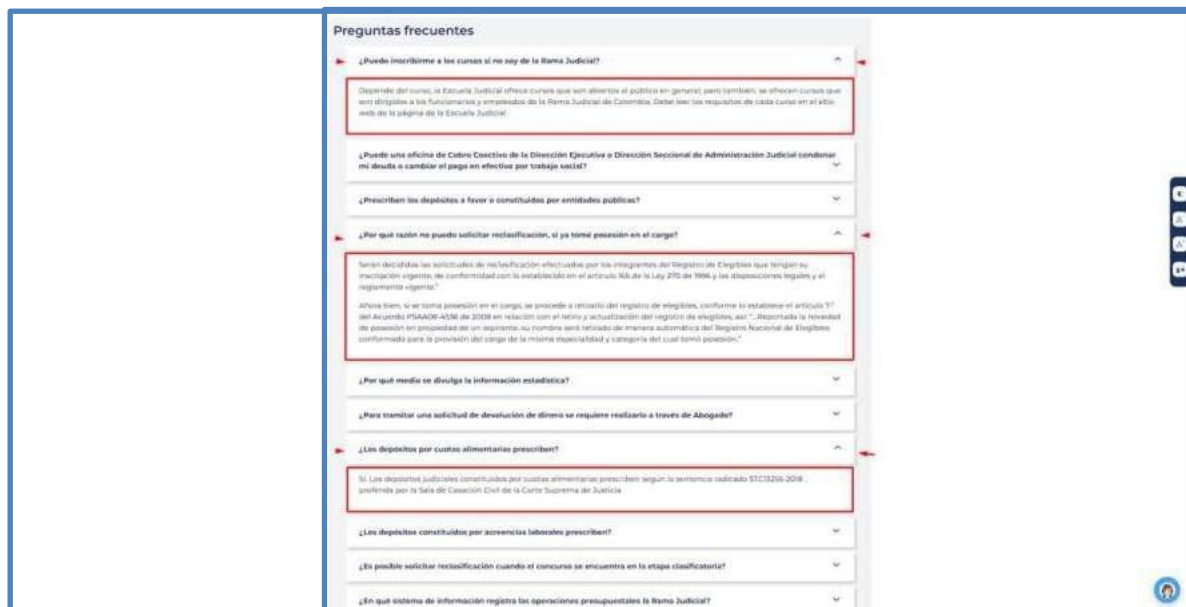 Preguntas frecuentes
¿Puedo inscribirme a los cursos si no soy de la Rama Judicial?
Depende del curso, la Escuela Judicial ofrece cursos que son abiertos al público en general, pero también, se ofrecen cursos que
son dirigidos a los funcionarios y empleados de la Rama Judicial de Colombia. Debe leer los requisitos de cada curso en el sitio
web de la página de la Escuela Judicial.
¿Puede una oficina de Cobro Coactivo de la Dirección Ejecutiva o Dirección Seccional de Administración Judicial condonar
mi deuda o cambiar el pago en efectivo por trabajo social?
¿Prescriben los depósitos a favor o constituidos por entidades públicas?
¿Por qué razón no puedo solicitar reclasificación, si ya tomé posesión en el cargo?
Serán decididas las solicitudes de reclasificación efectuadas por los integrantes del Registro de Elegibles que tengan su
inscripción vigente, de conformidad con lo establecido en el artículo 165 de la Ley 270 de 1996 y las disposiciones legales y el
reglamento vigente."
Ahora bien, si se toma posesión en el cargo, se procede a retirarlo del registro de elegibles, conforme lo establece el artículo 1°
del Acuerdo PSAA08-4536 de 2008 en relación con el retiro y actualización del registro de elegibles, así: "...Reportada la novedad
de posesión en propiedad de un aspirante, su nombre será retirado de manera automática del Registro Nacional de Elegibles
conformado para la provisión del cargo de la misma especialidad y categoría del cual tomó posesión."
¿Por qué medio se divulga la información estadística?
¿Para tramitar una solicitud de devolución de dinero se requiere realizarlo a través de Abogado?
¿Los depósitos por cuotas alimentarias prescriben?
Sí. Los depósitos judiciales constituidos por cuotas alimentarias prescriben según la sentencia radicado STC13256-2018 ,
proferida por la Sala de Casación Civil de la Corte Suprema de Justicia
¿Los depósitos constituidos por acreencias laborales prescriben?
¿Es posible solicitar reclasificación cuando el concurso se encuentra en la etapa clasificatoria?
¿En qué sistema de información registra las operaciones presupuestales la Rama Judicial?